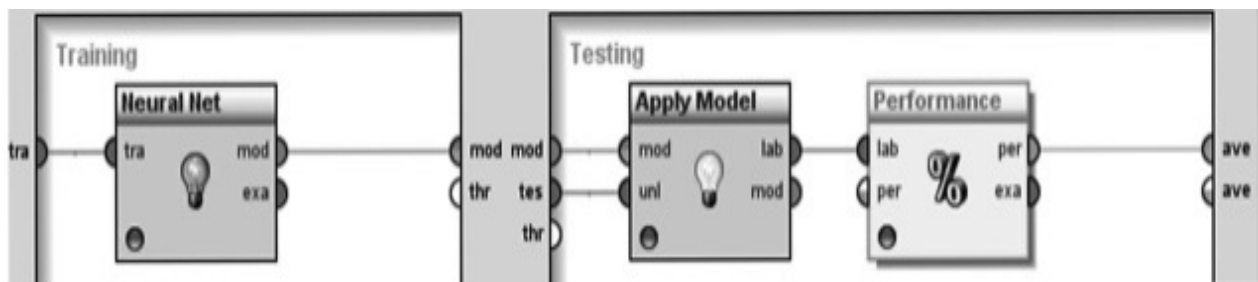 Training
Neural Net
tra
tra
mod
exa
mod
thr
mod
tes
thr
Testing
Apply Model
mod
unl
lab
mod
Performance
lab
per
%
per
exa
ave
ave